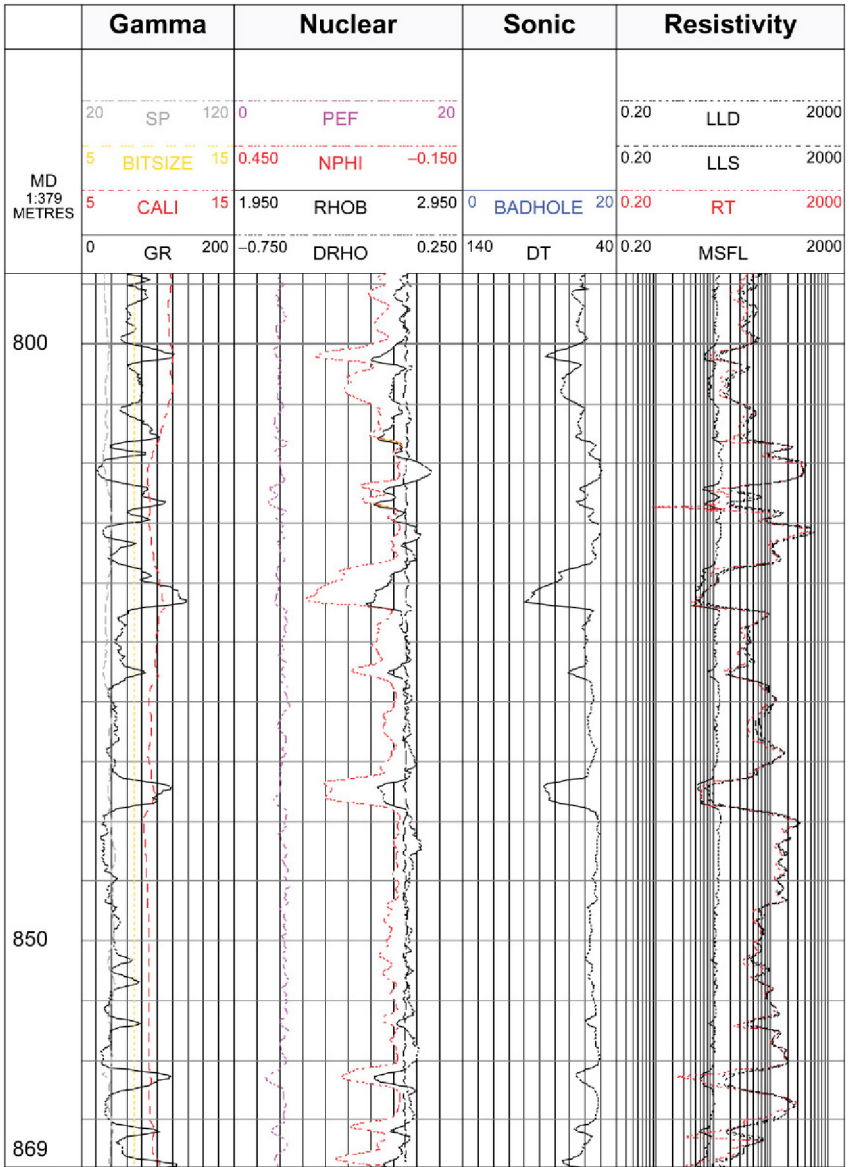 Gamma Nuclear Sonic Resistivity
20 SP 120 0 PEF 20 0.20 LLD 2000
5 BITSIZE 15 0.450 NPHI –0.150 0.20 LLS 2000
MD
1:379
METRES
5 CALI 15 1.950 RHOB 2.950 0 BADHOLE 20 0.20 RT 2000
0 GR 200 –0.750 DRHO 0.250 140 DT 40 0.20 MSFL 2000
800
850
869